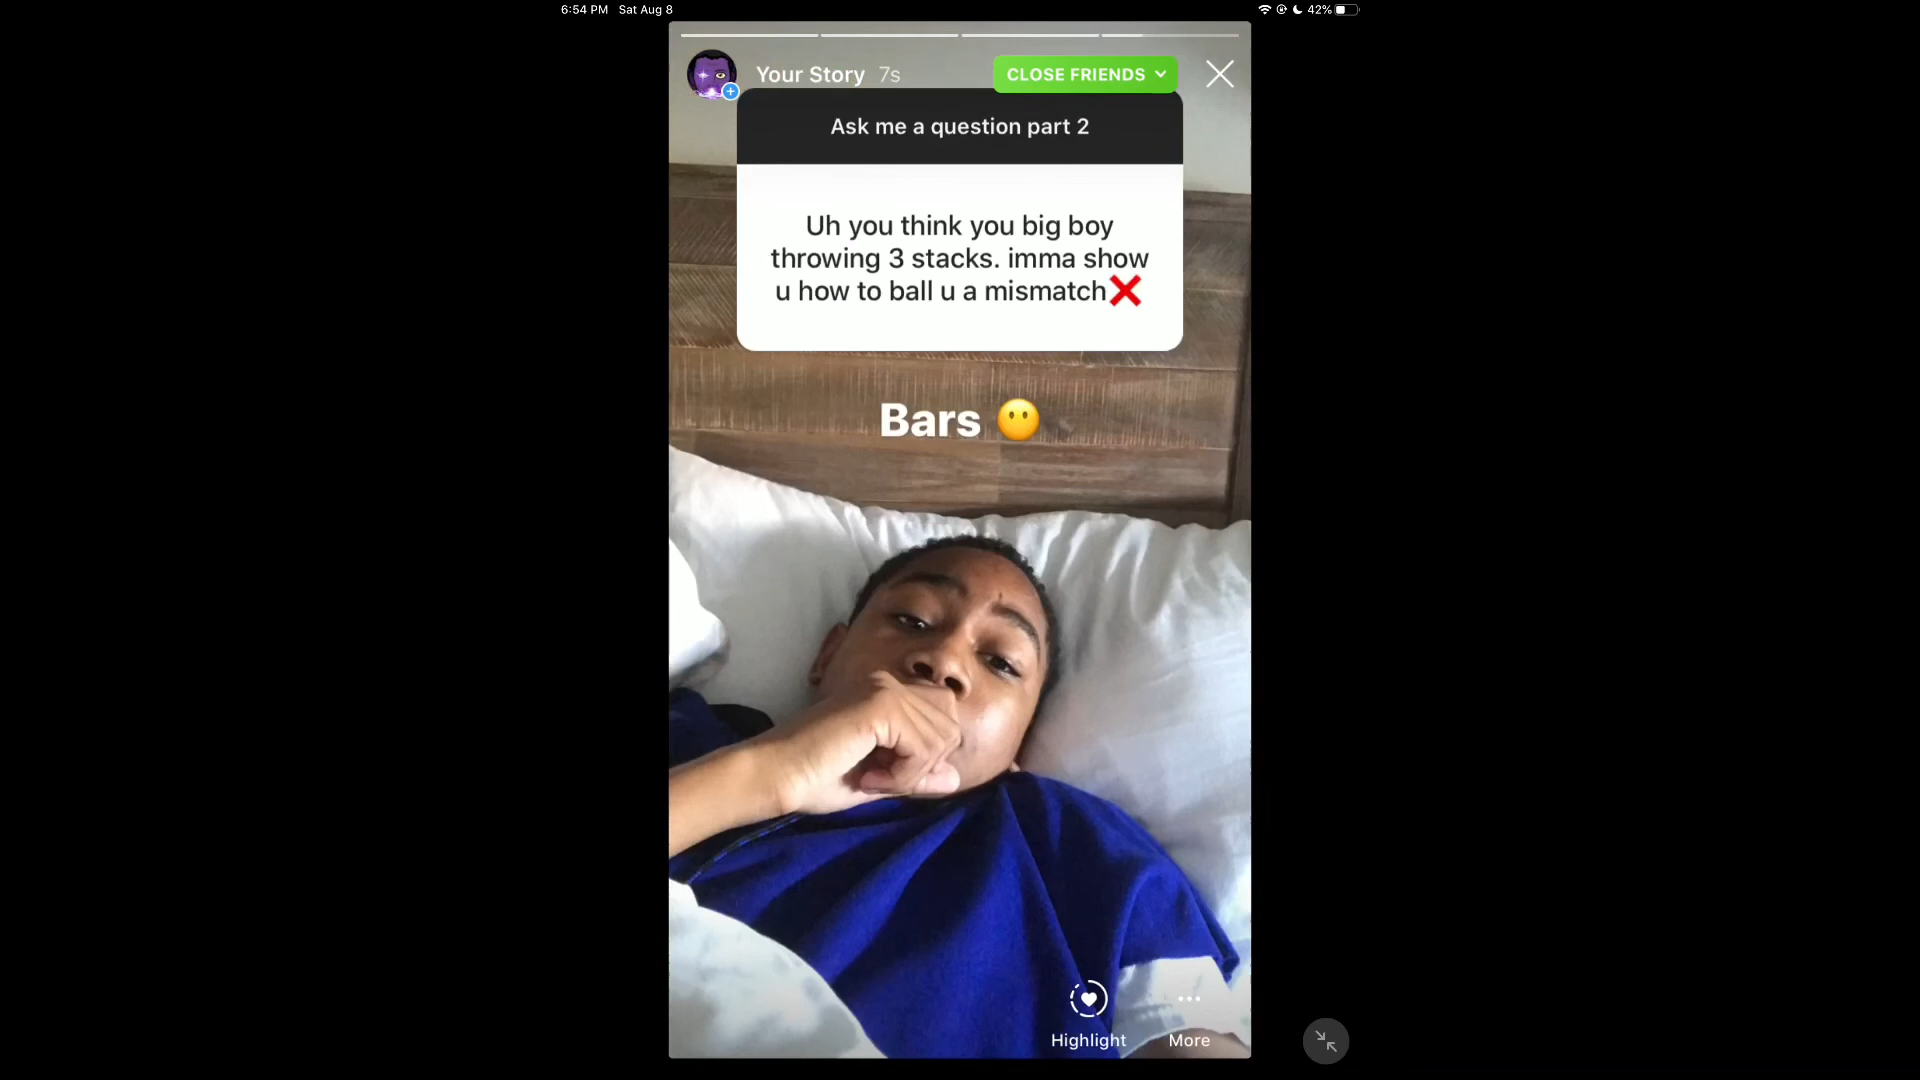 6:54 PM Sat Aug 8
42%
Your Story 7s
CLOSE FRIENDS
Ask me a question part 2
Uh you think you big boy
throwing 3 stacks. imma show
u how to ball u a mismatch❌
Bars 😶
Highlight
More